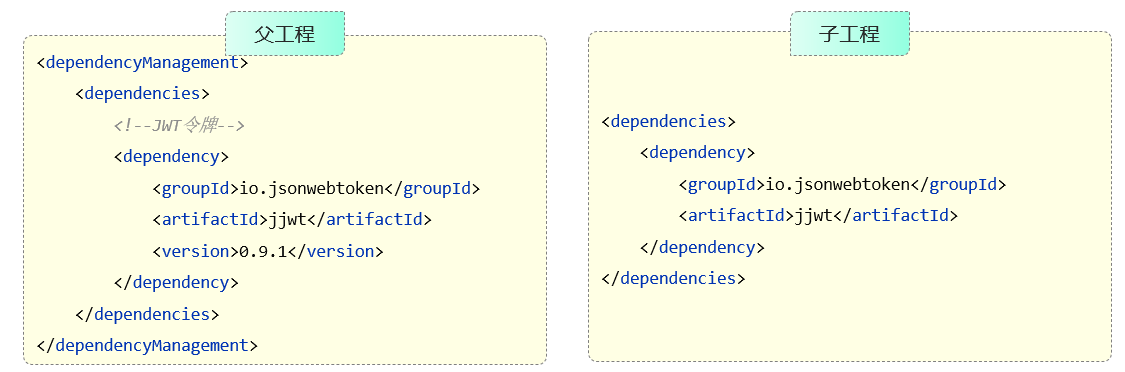 父工程
<dependencyManagement>
<dependencies>
<!--JWT令牌-->
<dependency>
<groupId>io.jsonwebtoken</groupId>
<artifactId>jjwt</artifactId>
<version>0.9.1</version>
</dependency>
</dependencies>
</dependencyManagement>
子工程
<dependencies>
<dependency>
<groupId>io.jsonwebtoken</groupId>
<artifactId>jjwt</artifactId>
</dependency>
</dependencies>